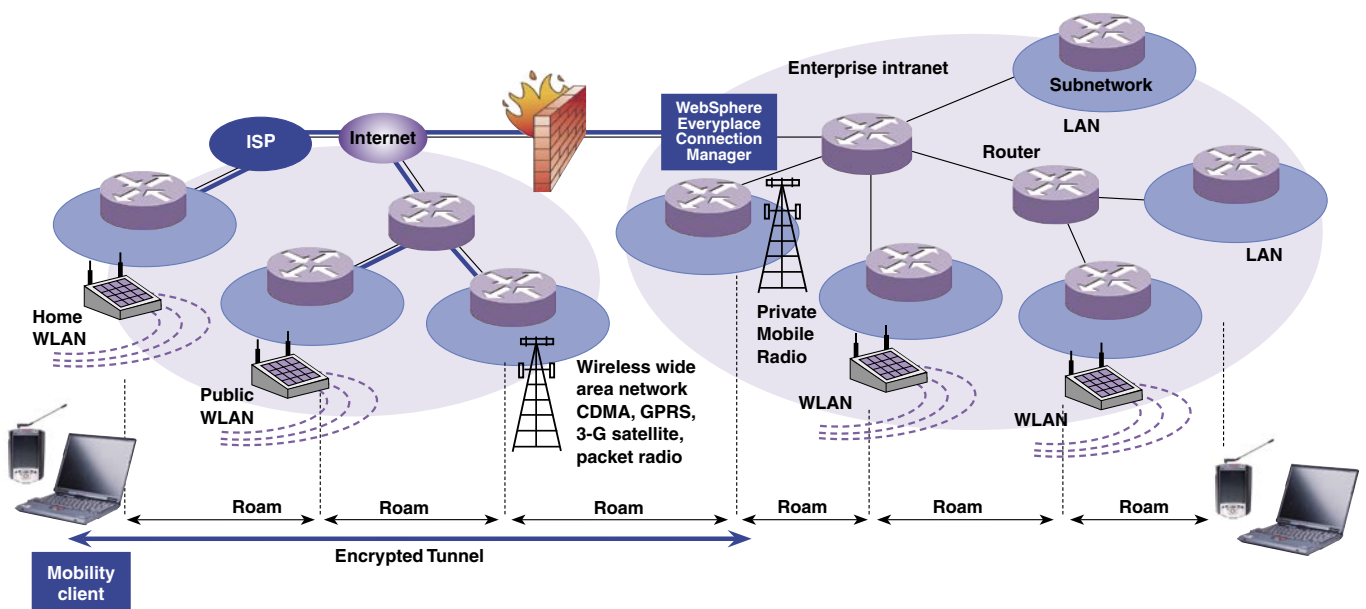 Enterprise intranet
Subnetwork
LAN
WebSphere
Everyplace
Connection
Manager
ISP
Internet
Router
LAN
Home
WLAN
Public
WLAN
Wireless wide
area network
CDMA, GPRS,
3-G satellite,
packet radio
Private
Mobile
Radio
WLAN
WLAN
Roam
Roam
Roam
Roam
Roam
Roam
Encrypted Tunnel
Mobility
client